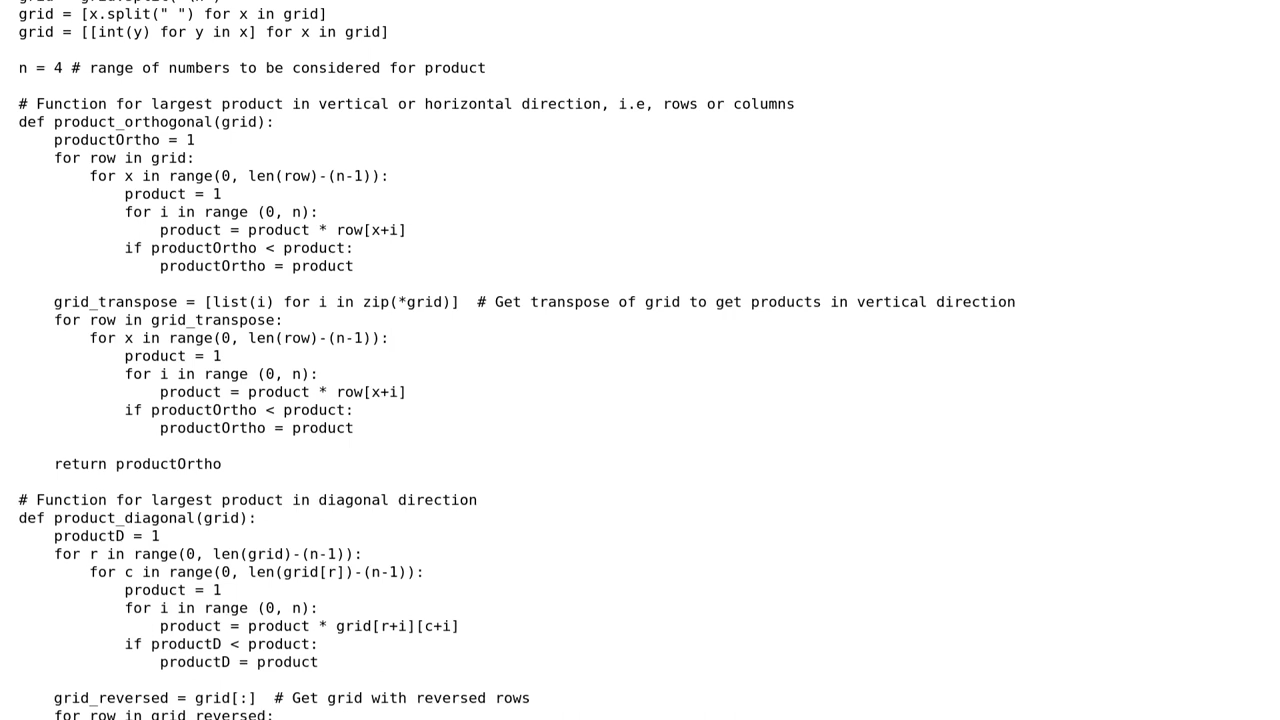 grid = [x.split(" ") for x in grid]
grid = [[int(y) for y in x] for x in grid]

n = 4 # range of numbers to be considered for product

# Function for largest product in vertical or horizontal direction, i.e, rows or columns
def product_orthogonal(grid):
    productOrtho = 1
    for row in grid:
        for x in range(0, len(row)-(n-1)):
            product = 1
            for i in range (0, n):
                product = product * row[x+i]
            if productOrtho < product:
                productOrtho = product

    grid_transpose = [list(i) for i in zip(*grid)]  # Get transpose of grid to get products in vertical direction
    for row in grid_transpose:
        for x in range(0, len(row)-(n-1)):
            product = 1
            for i in range (0, n):
                product = product * row[x+i]
            if productOrtho < product:
                productOrtho = product

    return productOrtho

# Function for largest product in diagonal direction
def product_diagonal(grid):
    productD = 1
    for r in range(0, len(grid)-(n-1)):
        for c in range(0, len(grid[r])-(n-1)):
            product = 1
            for i in range (0, n):
                product = product * grid[r+i][c+i]
            if productD < product:
                productD = product

    grid_reversed = grid[:]  # Get grid with reversed rows
    for row in grid_reversed: